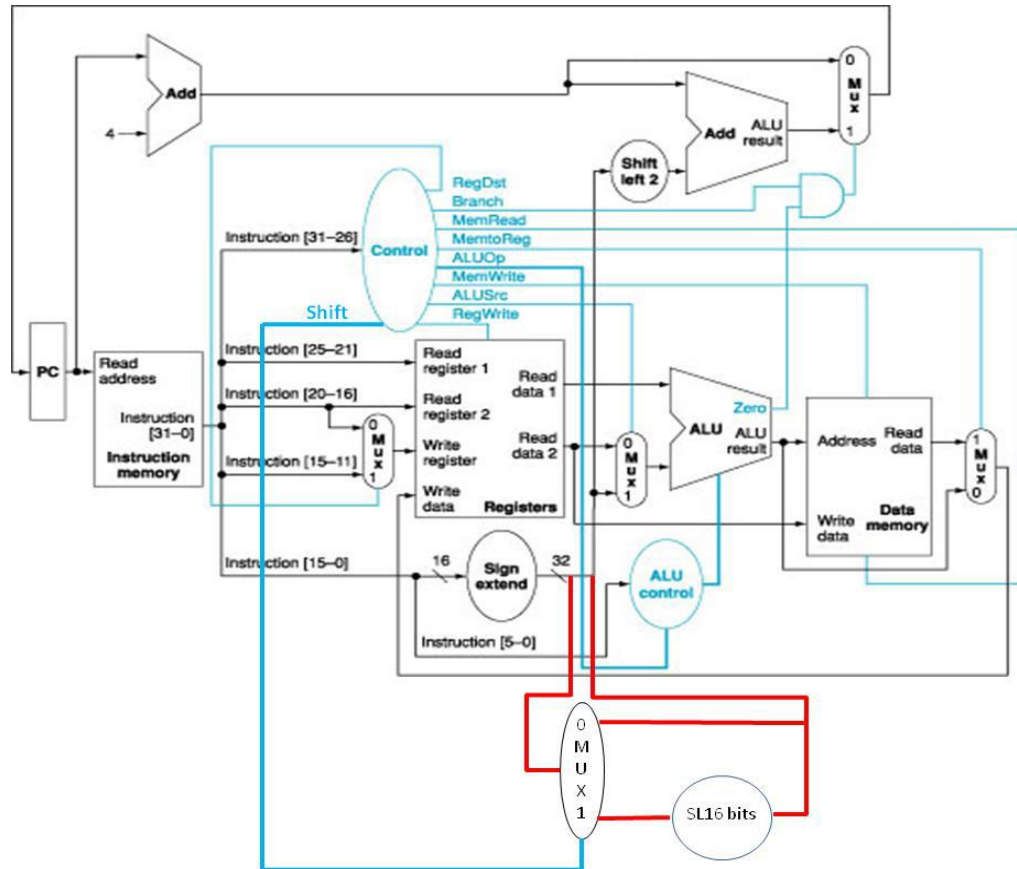 Add
4
Add
ALU
result
0
M
u
x
1
Shift
left 2
RegDst
Branch
MemRead
MemtoReg
ALUOp
MemWrite
ALUSrc
RegWrite
Control
Instruction [31–26]
Shift
PC
Read
address
Instruction
[31–0]
Instruction
memory
Instruction [25–21]
Instruction [20–16]
Instruction [15–11]
0
M
u
x
1
Read
register 1
Read
register 2
Write
register
Write
data
Read
data 1
Read
data 2
Registers
0
M
u
x
1
Zero
ALU
ALU
result
Address
Read
data
Write
data
Data
memory
1
M
u
x
0
Instruction [15–0]
16
Sign
extend
32
ALU
control
Instruction [5–0]
0
M
U
X
1
SL16 bits